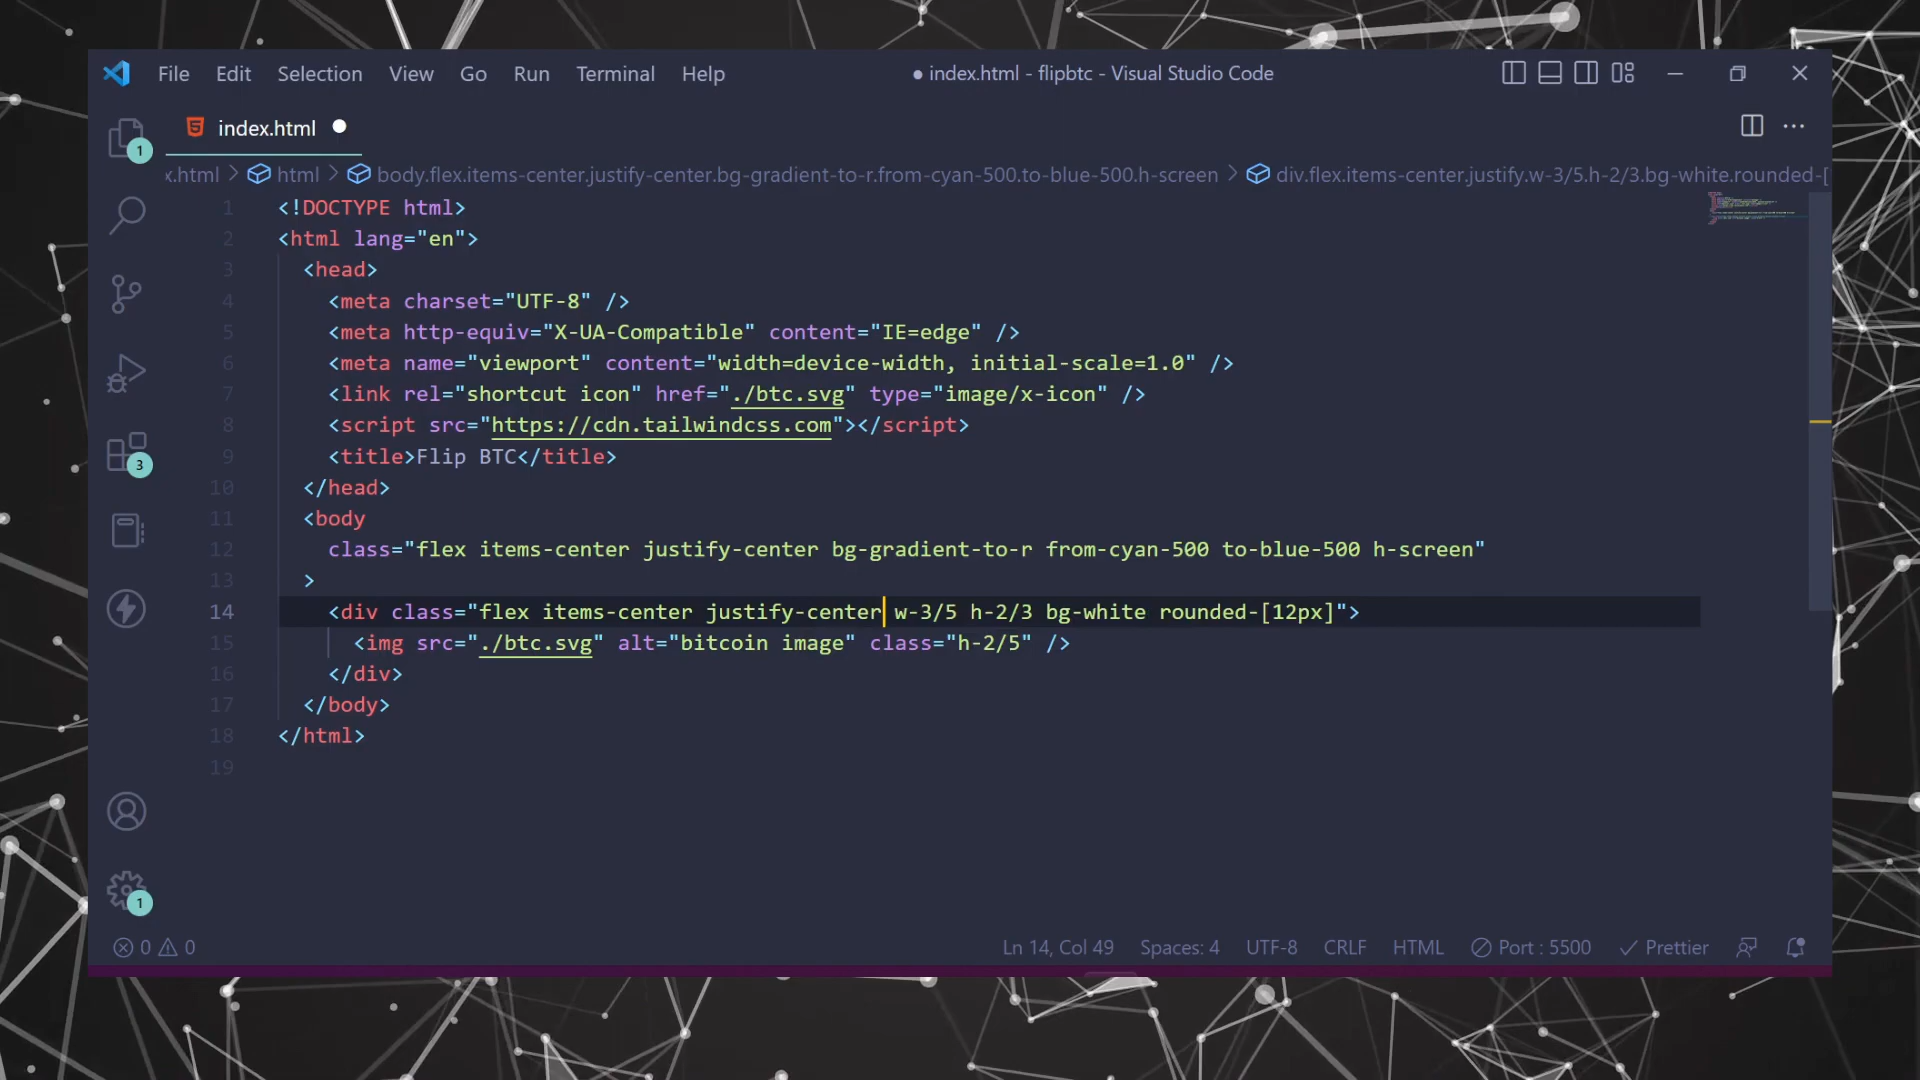 File Edit Selection View Go Run Terminal Help ● index.html - flipbtc - Visual Studio Code
index.html
x.html > html > body.flex.items-center.justify-center.bg-gradient-to-r.from-cyan-500.to-blue-500.h-screen > div.flex.items-center.justify.w-3/5.h-2/3.bg-white.rounded-[
1 <!DOCTYPE html>
2 <html lang="en">
3 <head>
4 <meta charset="UTF-8" />
5 <meta http-equiv="X-UA-Compatible" content="IE=edge" />
6 <meta name="viewport" content="width=device-width, initial-scale=1.0" />
7 <link rel="shortcut icon" href="./btc.svg" type="image/x-icon" />
8 <script src="https://cdn.tailwindcss.com"></script>
9 <title>Flip BTC</title>
10 </head>
11 <body
12 class="flex items-center justify-center bg-gradient-to-r from-cyan-500 to-blue-500 h-screen"
13 >
14 <div class="flex items-center justify-center w-3/5 h-2/3 bg-white rounded-[12px]">
15 <img src="./btc.svg" alt="bitcoin image" class="h-2/5" />
16 </div>
17 </body>
18 </html>
19
1
3
1
0 0 Ln 14, Col 49 Spaces: 4 UTF-8 CRLF HTML Port : 5500 Prettier